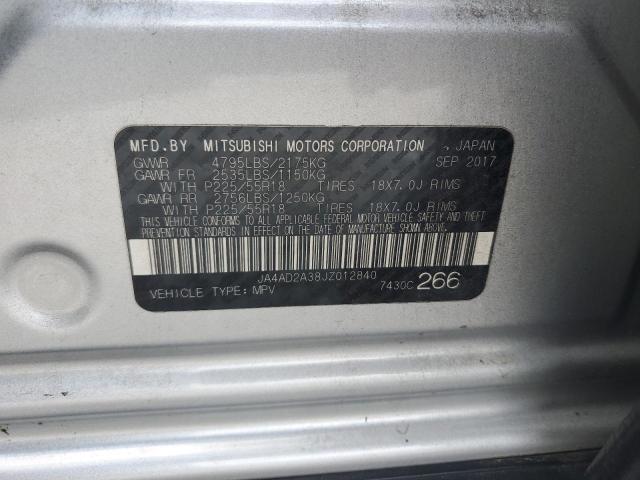 MFD.BY MITSUBISHI MOTORS CORPORATION , JAPAN
GVWR 4795LBS/2175KG SEP 2017
GAWR FR 2535LBS/1150KG
WITH P225/55R18 TIRES 18X7.0J RIMS
GAWR RR 2756LBS/1250KG
WITH P225/55R18 TIRES 18X7.0J RIMS
THIS VEHICLE CONFORMS TO ALL APPLICABLE FEDERAL MOTOR VEHICLE SAFETY AND THEFT
PREVENTION STANDARDS IN EFFECT ON THE DATE OF MANUFACTURE SHOWN ABOVE.
JA4AD2A38JZ012840
VEHICLE TYPE: MPV 7430C 266